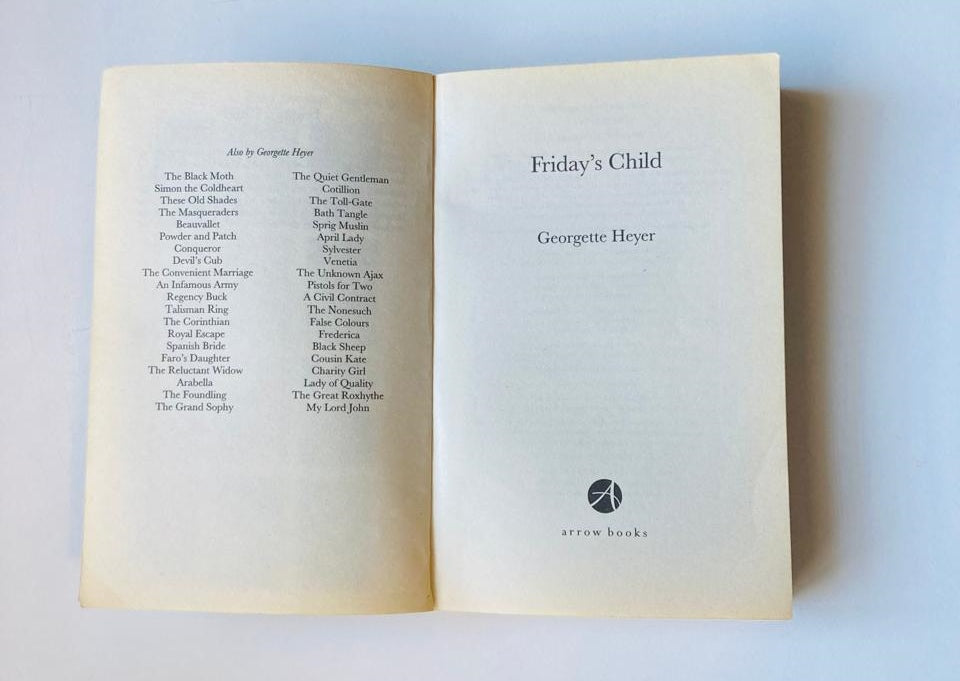 Also by Georgette Heyer
The Black Moth
Simon the Coldheart
These Old Shades
The Masqueraders
Beauvallet
Powder and Patch
Conqueror
Devil's Cub
The Convenient Marriage
An Infamous Army
Regency Buck
Talisman Ring
The Corinthian
Royal Escape
Spanish Bride
Faro's Daughter
The Reluctant Widow
Arabella
The Foundling
The Grand Sophy
The Quiet Gentleman
Cotillion
The Toll-Gate
Bath Tangle
Sprig Muslin
April Lady
Sylvester
Venetia
The Unknown Ajax
Pistols for Two
A Civil Contract
The Nonesuch
False Colours
Frederica
Black Sheep
Cousin Kate
Charity Girl
Lady of Quality
The Great Roxhythe
My Lord John
Friday's Child
Georgette Heyer
A
arrow books